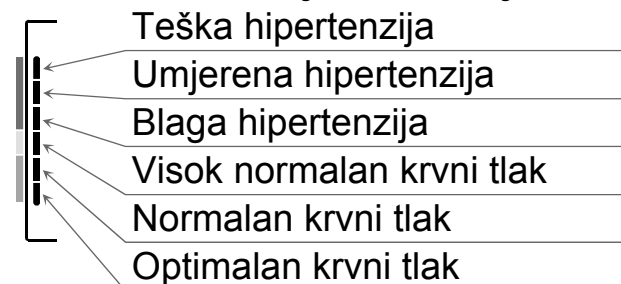 Teška hipertenzija
Umjerena hipertenzija
Blaga hipertenzija
Visok normalan krvni tlak
Normalan krvni tlak
Optimalan krvni tlak